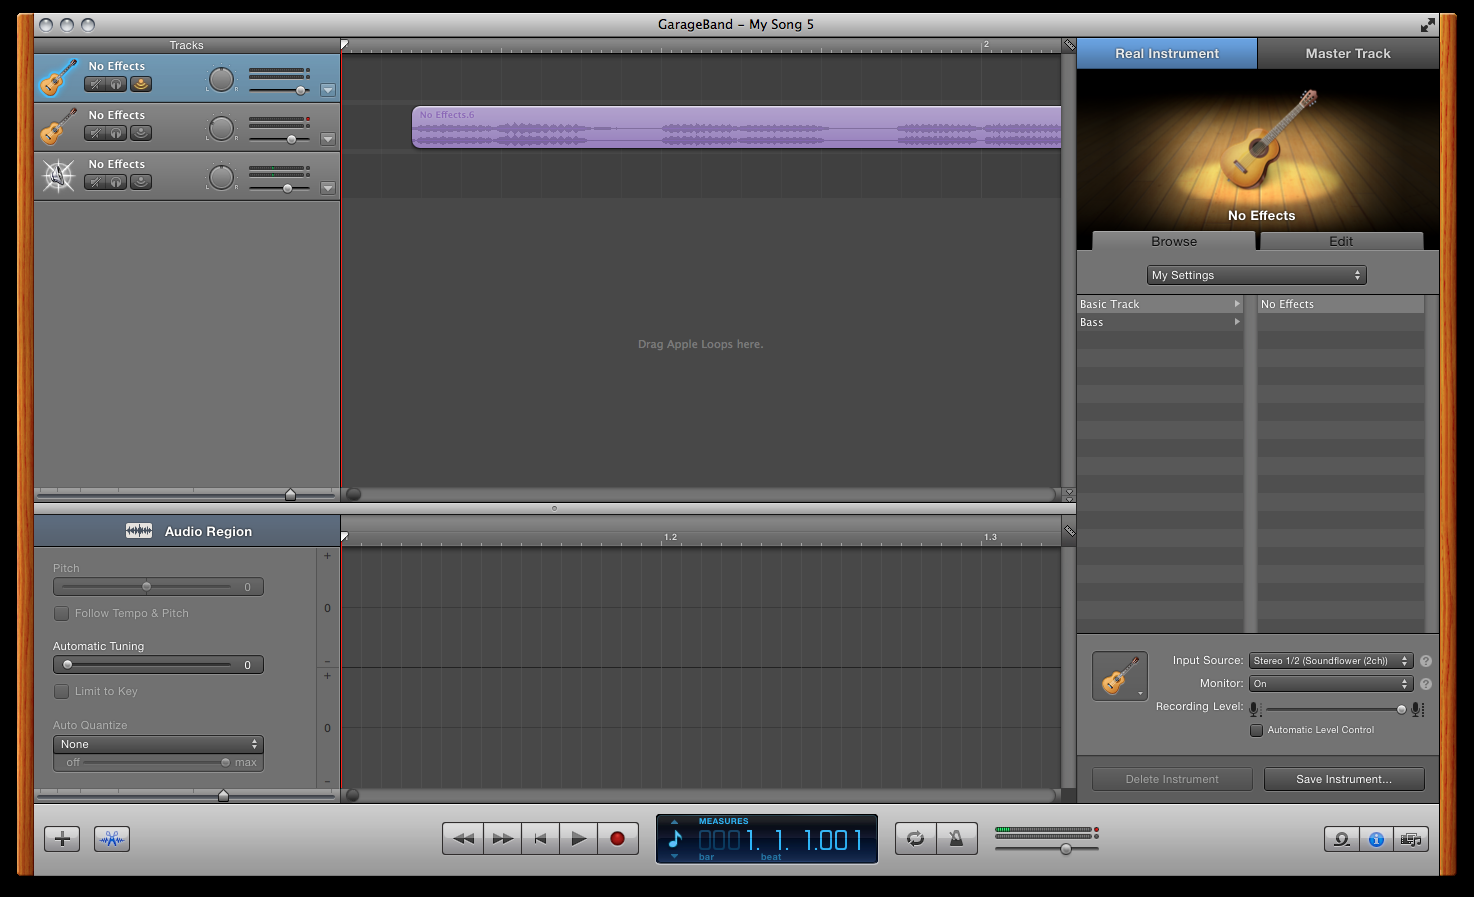 GarageBand – My Song 5
Tracks
2
Real Instrument
Master Track
No Effects
L R
No Effects
L R
No Effects
L R
No Effects.6
Drag Apple Loops here.
No Effects
Browse
Edit
My Settings
Basic Track
No Effects
Bass
Audio Region
1.2
1.3
Pitch
0
Follow Tempo & Pitch
Automatic Tuning
0
Limit to Key
Auto Quantize
None
off
max
+
0
-
+
0
-
Input Source: Stereo 1/2 (Soundflower (2ch)) ?
Monitor: On ?
Recording Level:
Automatic Level Control
Delete Instrument
Save Instrument...
MEASURES
0001. 1. 1.001
bar
beat